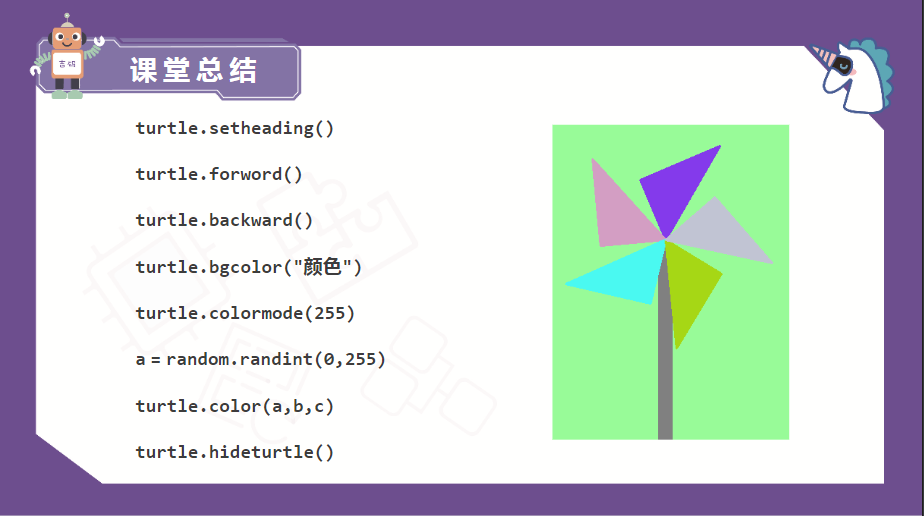 课堂总结
turtle.setheading()
turtle.forword()
turtle.backward()
turtle.bgcolor("颜色")
turtle.colormode(255)
a = random.randint(0,255)
turtle.color(a,b,c)
turtle.hideturtle()